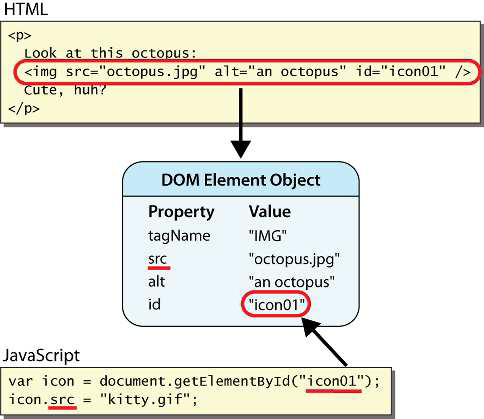 HTML
<p>
Look at this octopus:
<img src="octopus.jpg" alt="an octopus" id="icon01" />
Cute, huh?
</p>
DOM Element Object
Property Value
tagName "IMG"
src "octopus.jpg"
alt "an octopus"
id "icon01"
JavaScript
var icon = document.getElementById("icon01");
icon.src = "kitty.gif";